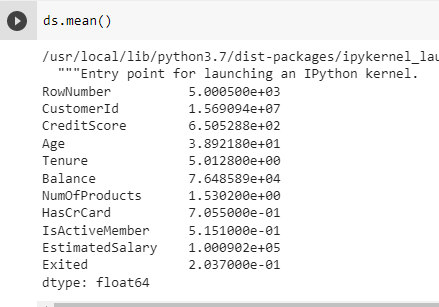 ds.mean()
/usr/local/lib/python3.7/dist-packages/ipykernel_lau
"""Entry point for launching an IPython kernel.
RowNumber 5.000500e+03
CustomerId 1.569094e+07
CreditScore 6.505288e+02
Age 3.892180e+01
Tenure 5.012800e+00
Balance 7.648589e+04
NumOfProducts 1.530200e+00
HasCrCard 7.055000e-01
IsActiveMember 5.151000e-01
EstimatedSalary 1.000902e+05
Exited 2.037000e-01
dtype: float64